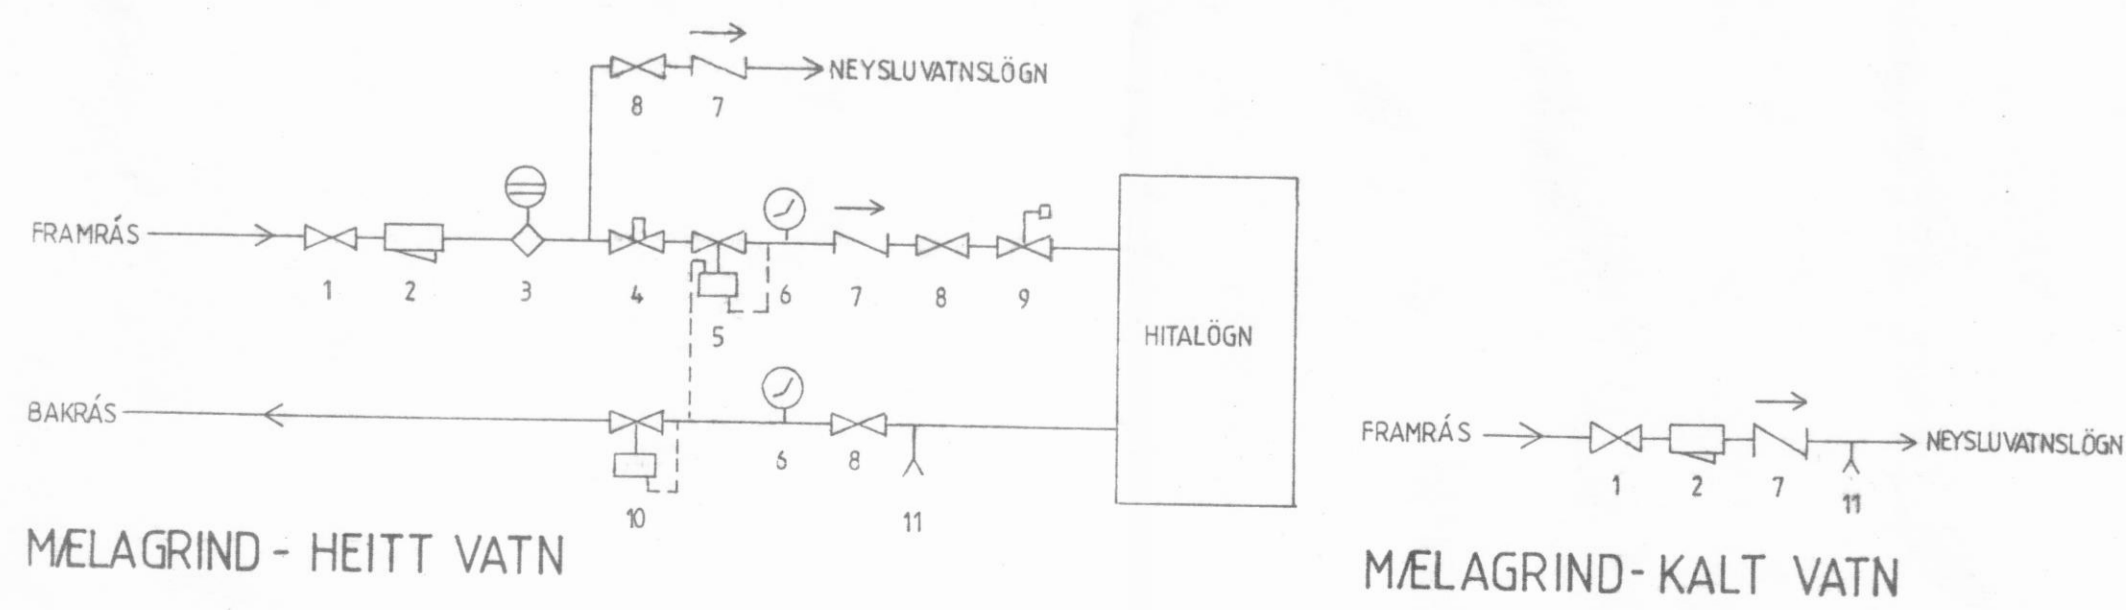 NEYSLUVATNSLÖGN
8 7
FRAMRÁS
1 2 3 4 5 6 7 8 9
HITALÖGN
BAKRÁS
10 6 8 11
MÆLAGRIND - HEITT VATN
FRAMRÁS
NEYSLUVATNSLÖGN
1 2 7 11
MÆLAGRIND - KALT VATN